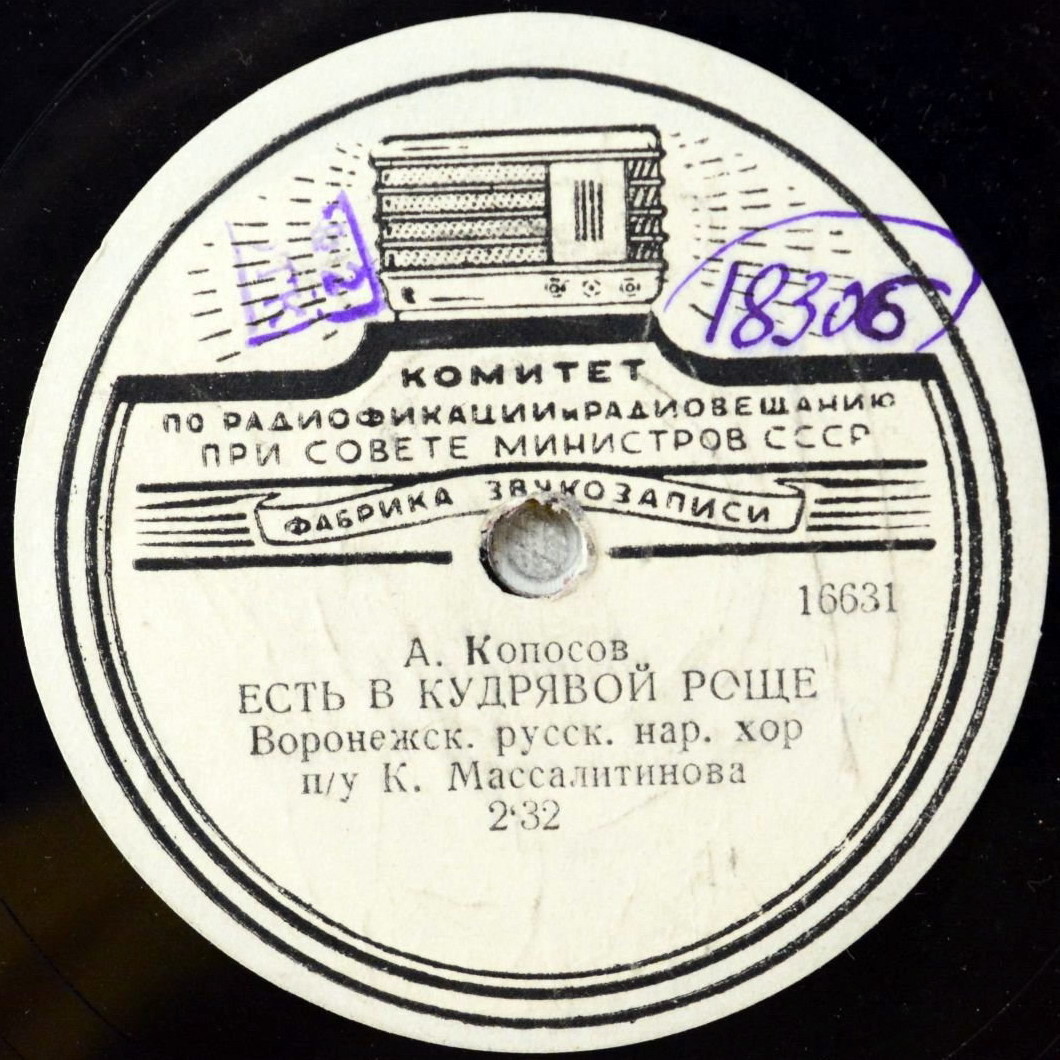 18306
КОМИТЕТ
ПО РАДИОФИКАЦИИ и РАДИОВЕЩАНИЮ
ПРИ СОВЕТЕ МИНИСТРОВ СССР
ФАБРИКА ЗВУКОЗАПИСИ
16631
А. Копосов
ЕСТЬ В КУДРЯВОЙ РОЩЕ
Воронежск. русск. нар. хор
п/у К. Массалитинова
2'32